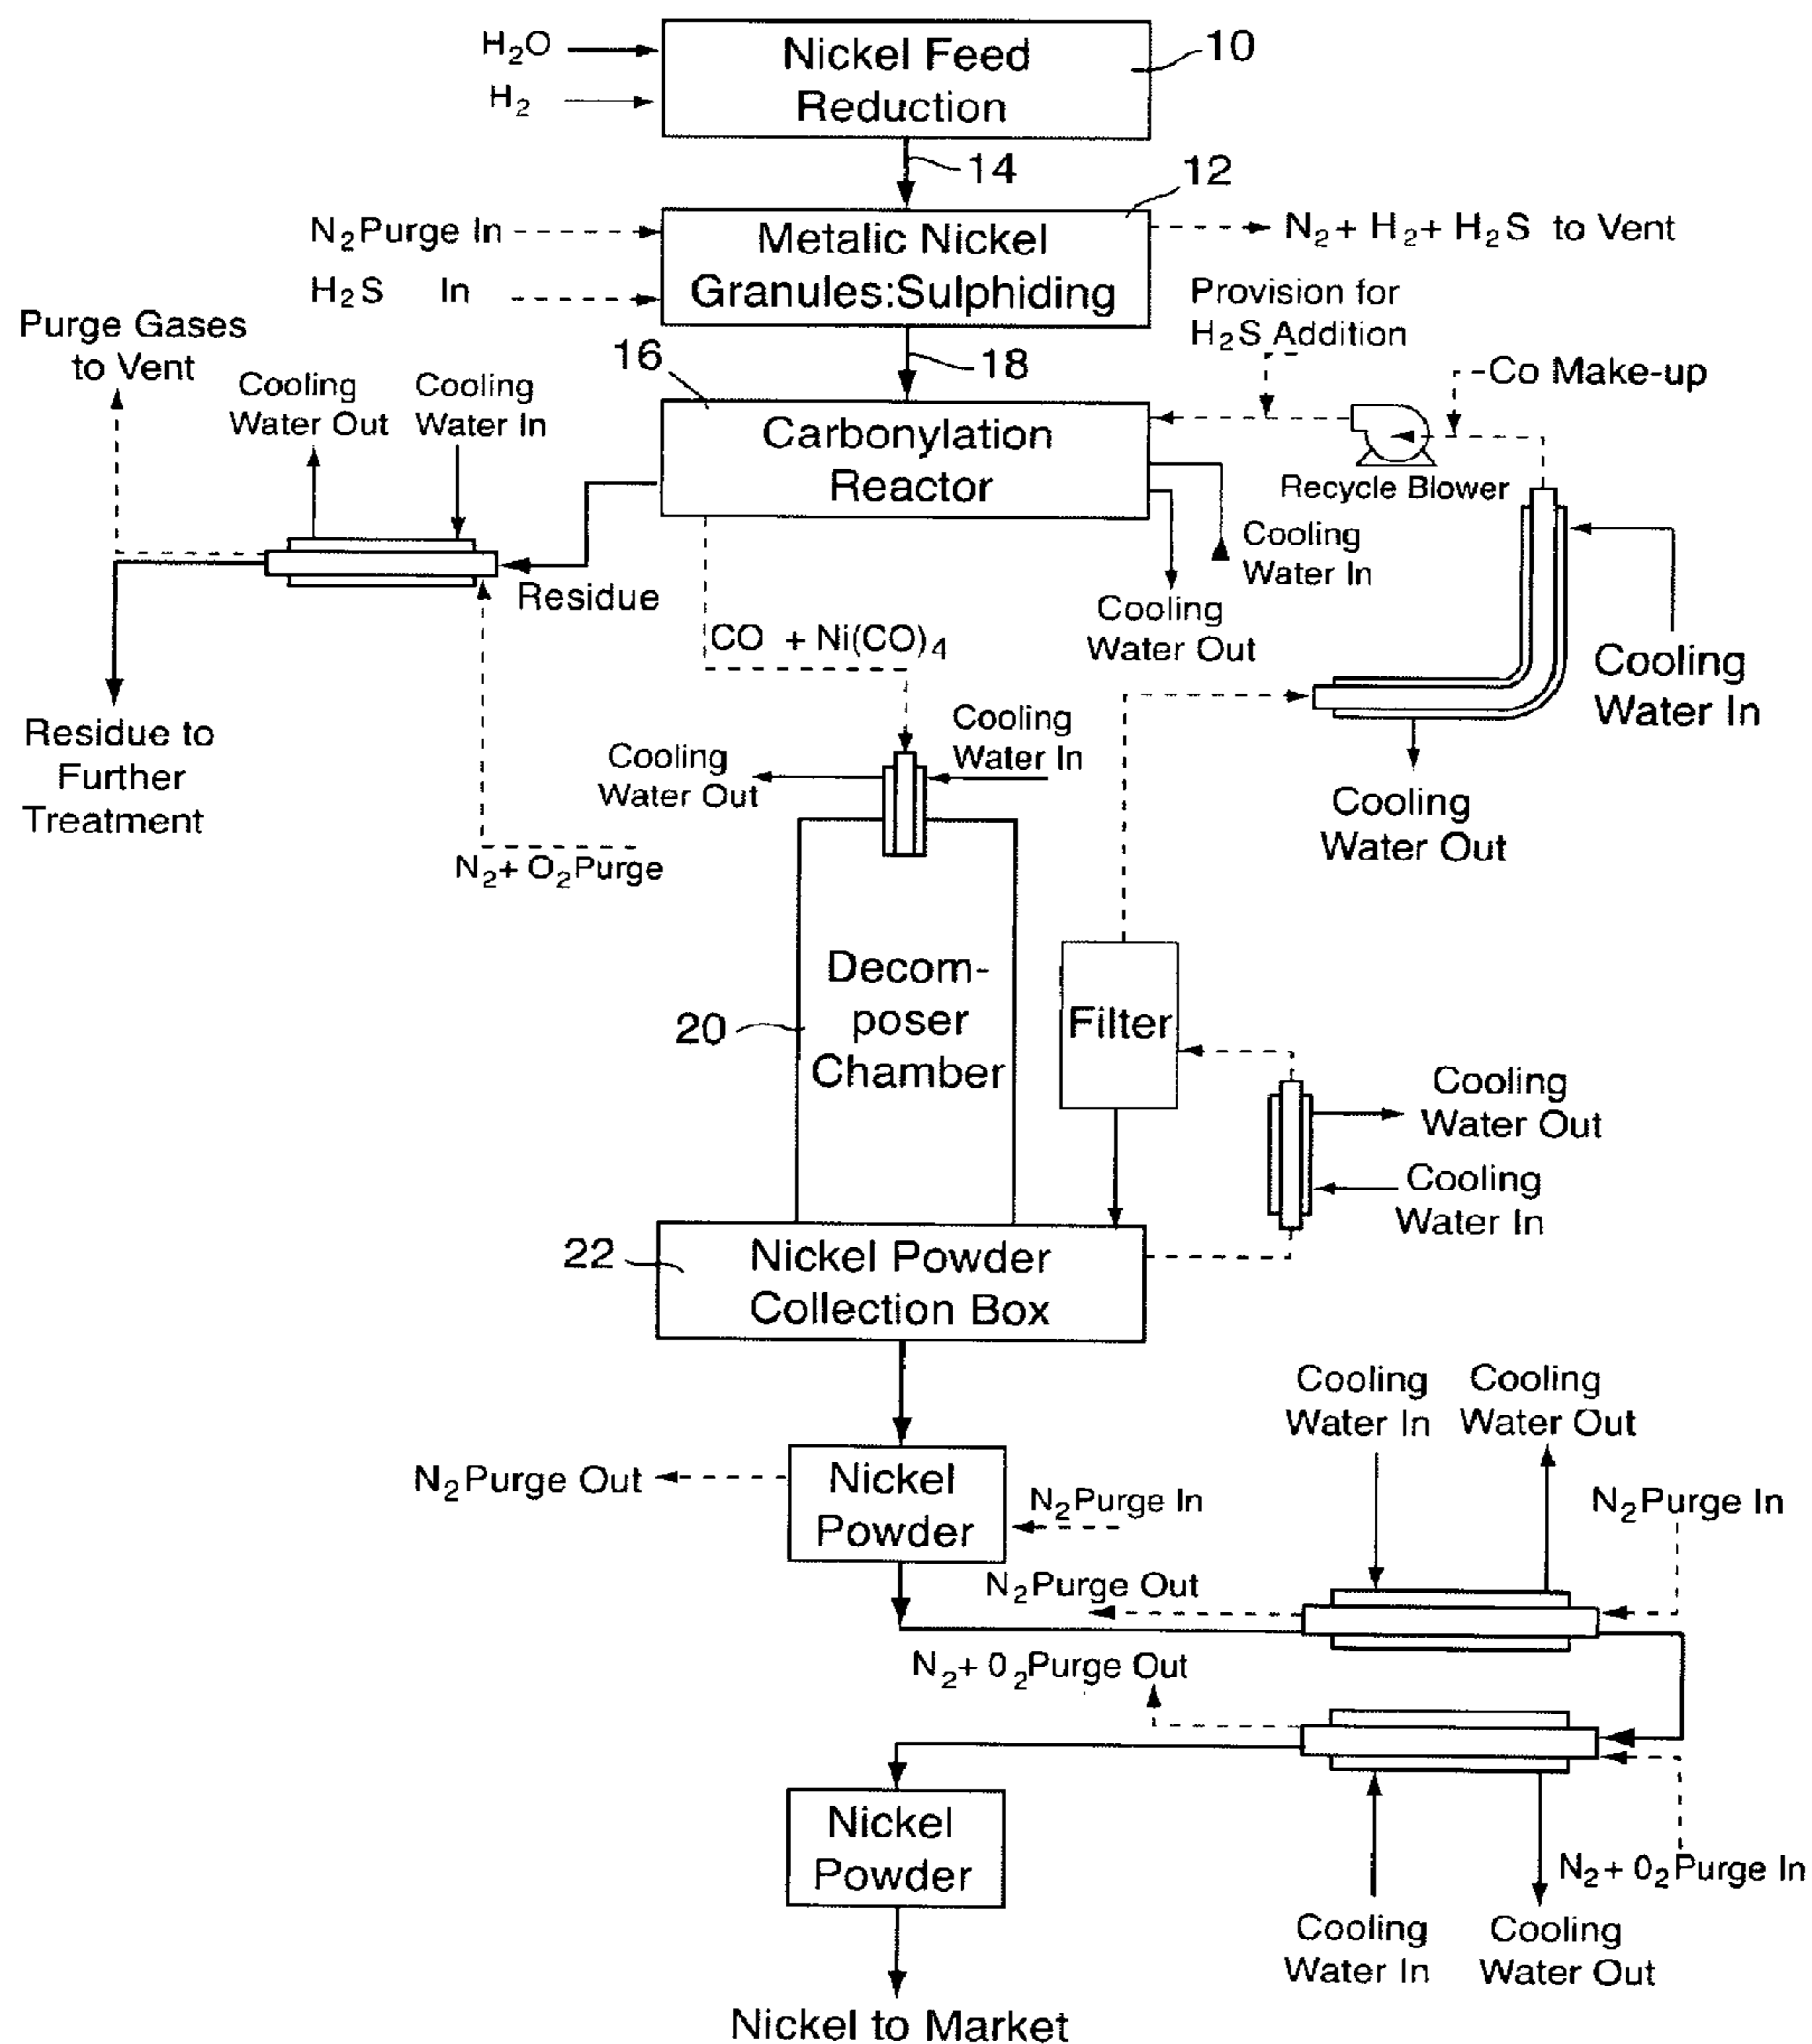 H2O
H2
Nickel Feed
Reduction
10
14
12
N2 Purge In
H2S In
Metalic Nickel
Granules:Sulphiding
N2 + H2 + H2S to Vent
Provision for
H2S Addition
Purge Gases
to Vent
Cooling
Water Out
Cooling
Water In
16
18
Co Make-up
Carbonylation
Reactor
Recycle Blower
Cooling
Water In
Cooling
Water Out
Residue
CO + Ni(CO)4
Cooling
Water In
Cooling
Water Out
Residue to
Further
Treatment
Cooling
Water Out
Cooling
Water In
N2 + O2 Purge
Decom-
poser
Chamber
20
Filter
Cooling
Water Out
Cooling
Water In
22
Nickel Powder
Collection Box
Cooling
Water In
Cooling
Water Out
N2 Purge Out
Nickel
Powder
N2 Purge In
N2 Purge In
N2 Purge Out
N2 + 02 Purge Out
Nickel
Powder
N2 + 02 Purge In
Cooling
Water In
Cooling
Water Out
Nickel to Market